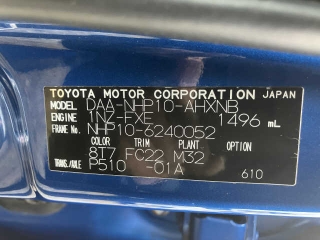 TOYOTA MOTOR CORPORATION JAPAN
MODEL DAA-NHP10-AHXNB
ENGINE 1NZ-FXE 1496 mL
FRAME No. NHP10-6240052
COLOR TRIM PLANT OPTION
8T7 FC22 M32
TRANS./AXLE P510 -01A
610